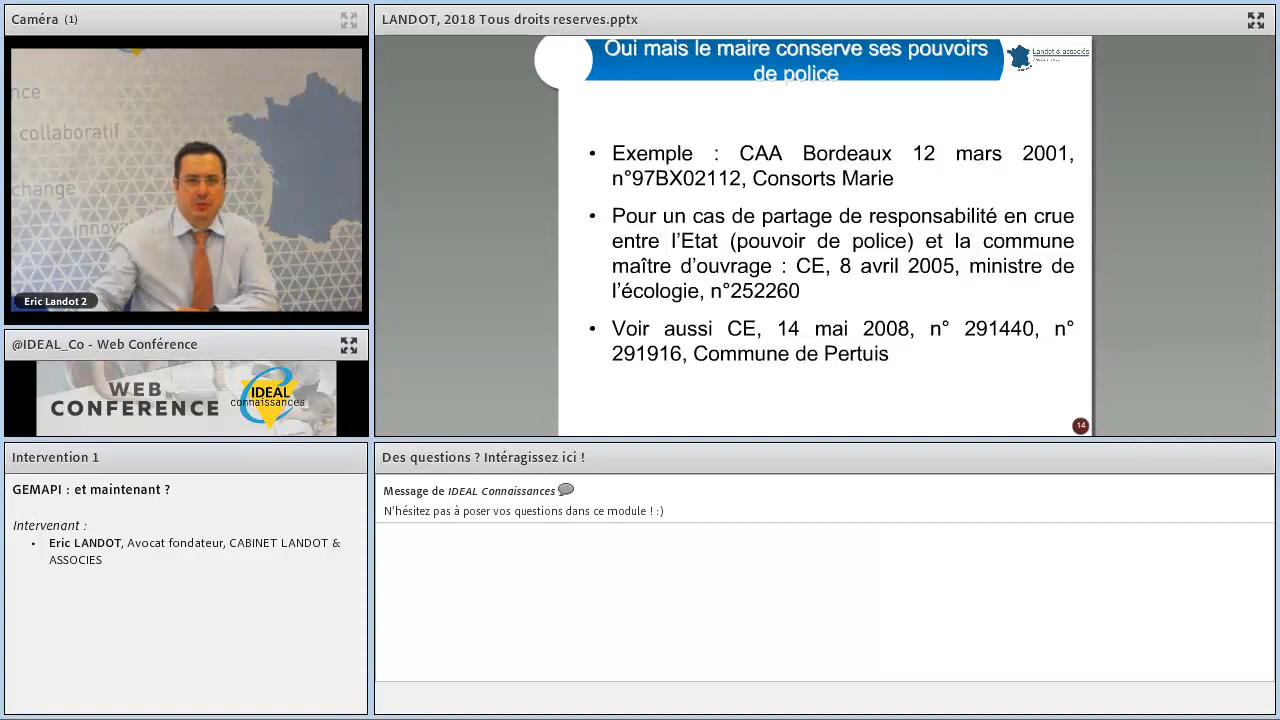 Caméra (1)
nce
collaboratif
change
innova
Eric Landot 2
@IDEAL_Co - Web Conférence
WEB
CONFERENCE
IDEAL
connaissances
Intervention 1
GEMAPI : et maintenant ?
Intervenant :
• Eric LANDOT, Avocat fondateur, CABINET LANDOT &
ASSOCIES
LANDOT, 2018 Tous droits reserves.pptx
Oui mais le maire conserve ses pouvoirs
de police
Landot & associés
• Exemple : CAA Bordeaux 12 mars 2001,
n°97BX02112, Consorts Marie
• Pour un cas de partage de responsabilité en crue
entre l’Etat (pouvoir de police) et la commune
maître d’ouvrage : CE, 8 avril 2005, ministre de
l’écologie, n°252260
• Voir aussi CE, 14 mai 2008, n° 291440, n°
291916, Commune de Pertuis
14
Des questions ? Intéragissez ici !
Message de IDEAL Connaissances
N'hésitez pas à poser vos questions dans ce module ! :)